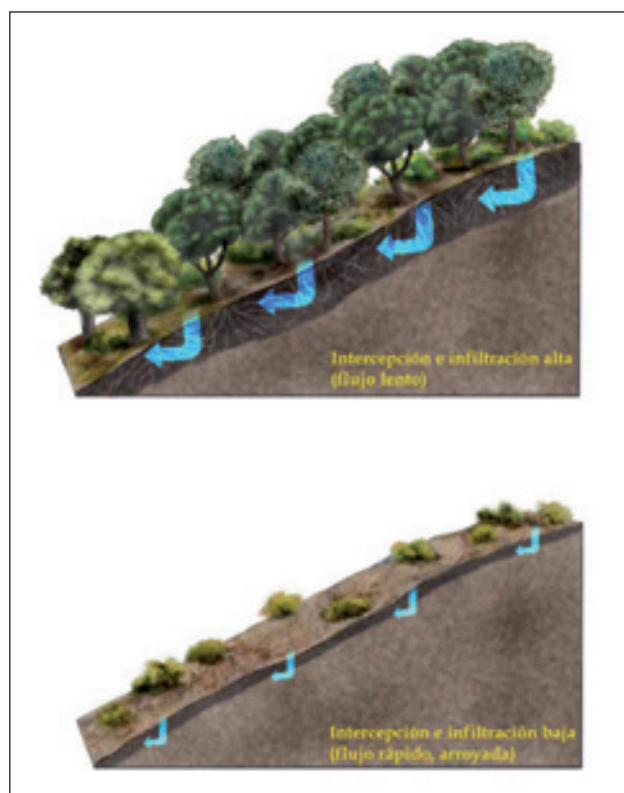 Intercepción e infiltración alta
(flujo lento)
Intercepción e infiltración baja
(flujo rápido, arroyada)